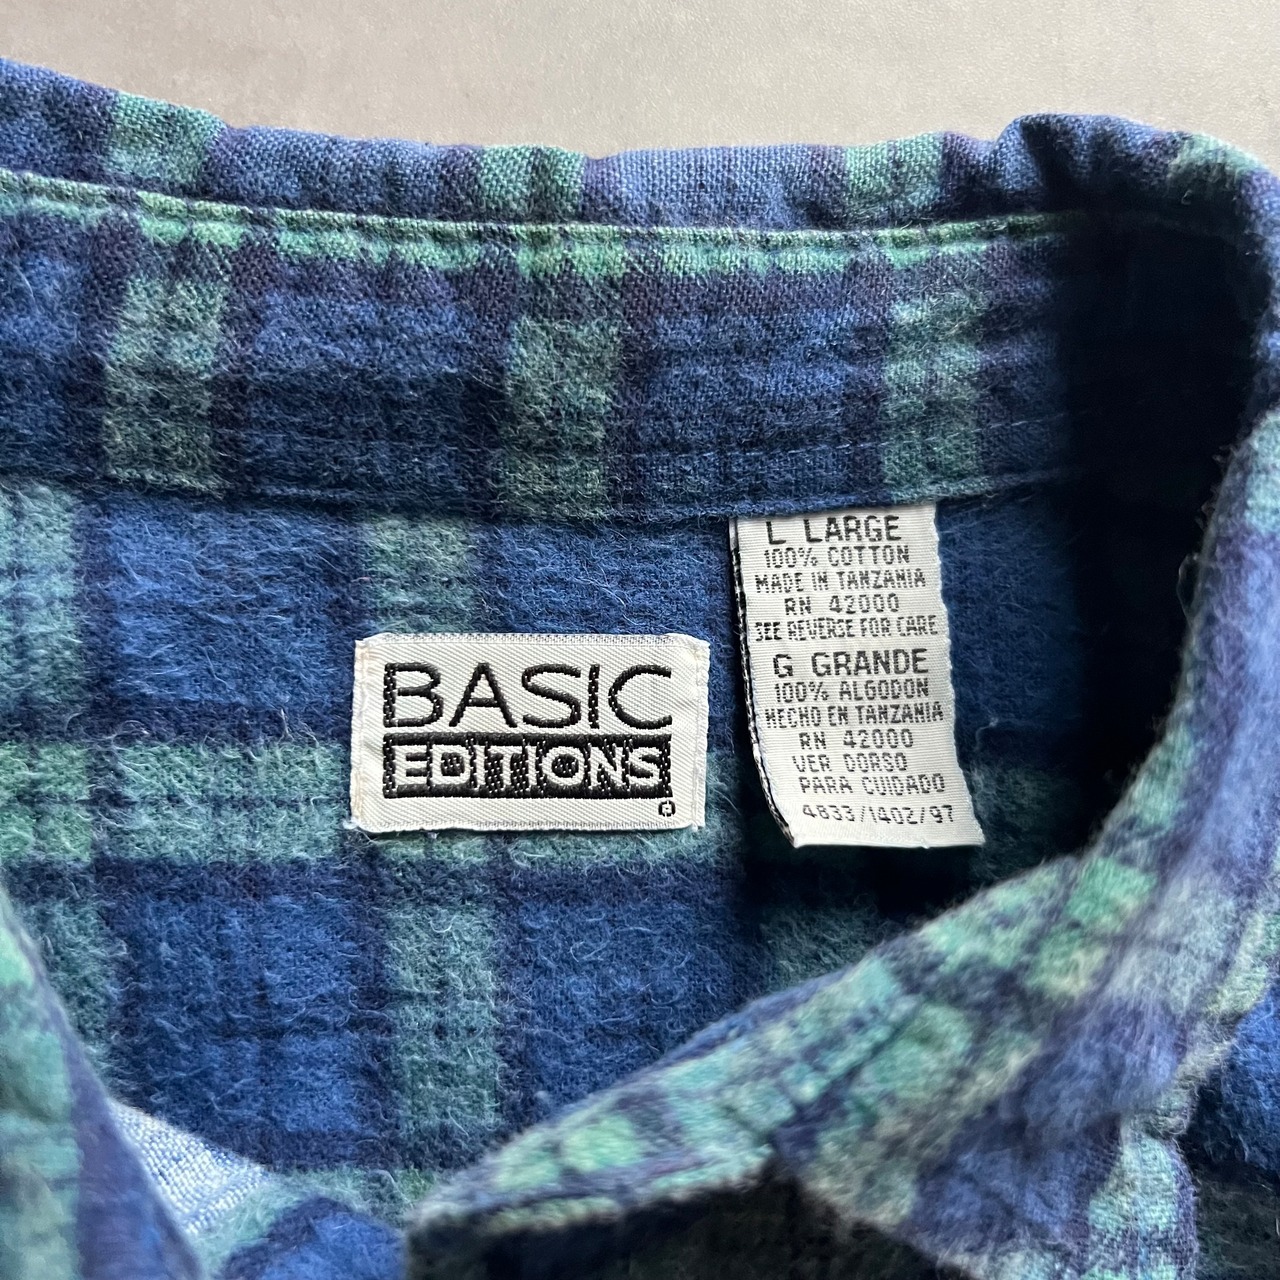 BASIC
EDITIONS
L LARGE
100% COTTON
MADE IN TANZANIA
RN 42000
SEE REVERSE FOR CARE
G GRANDE
100% ALGODON
HECHO EN TANZANIA
RN 42000
VER DORSO
PARA CUIDADO
4833/1402/97